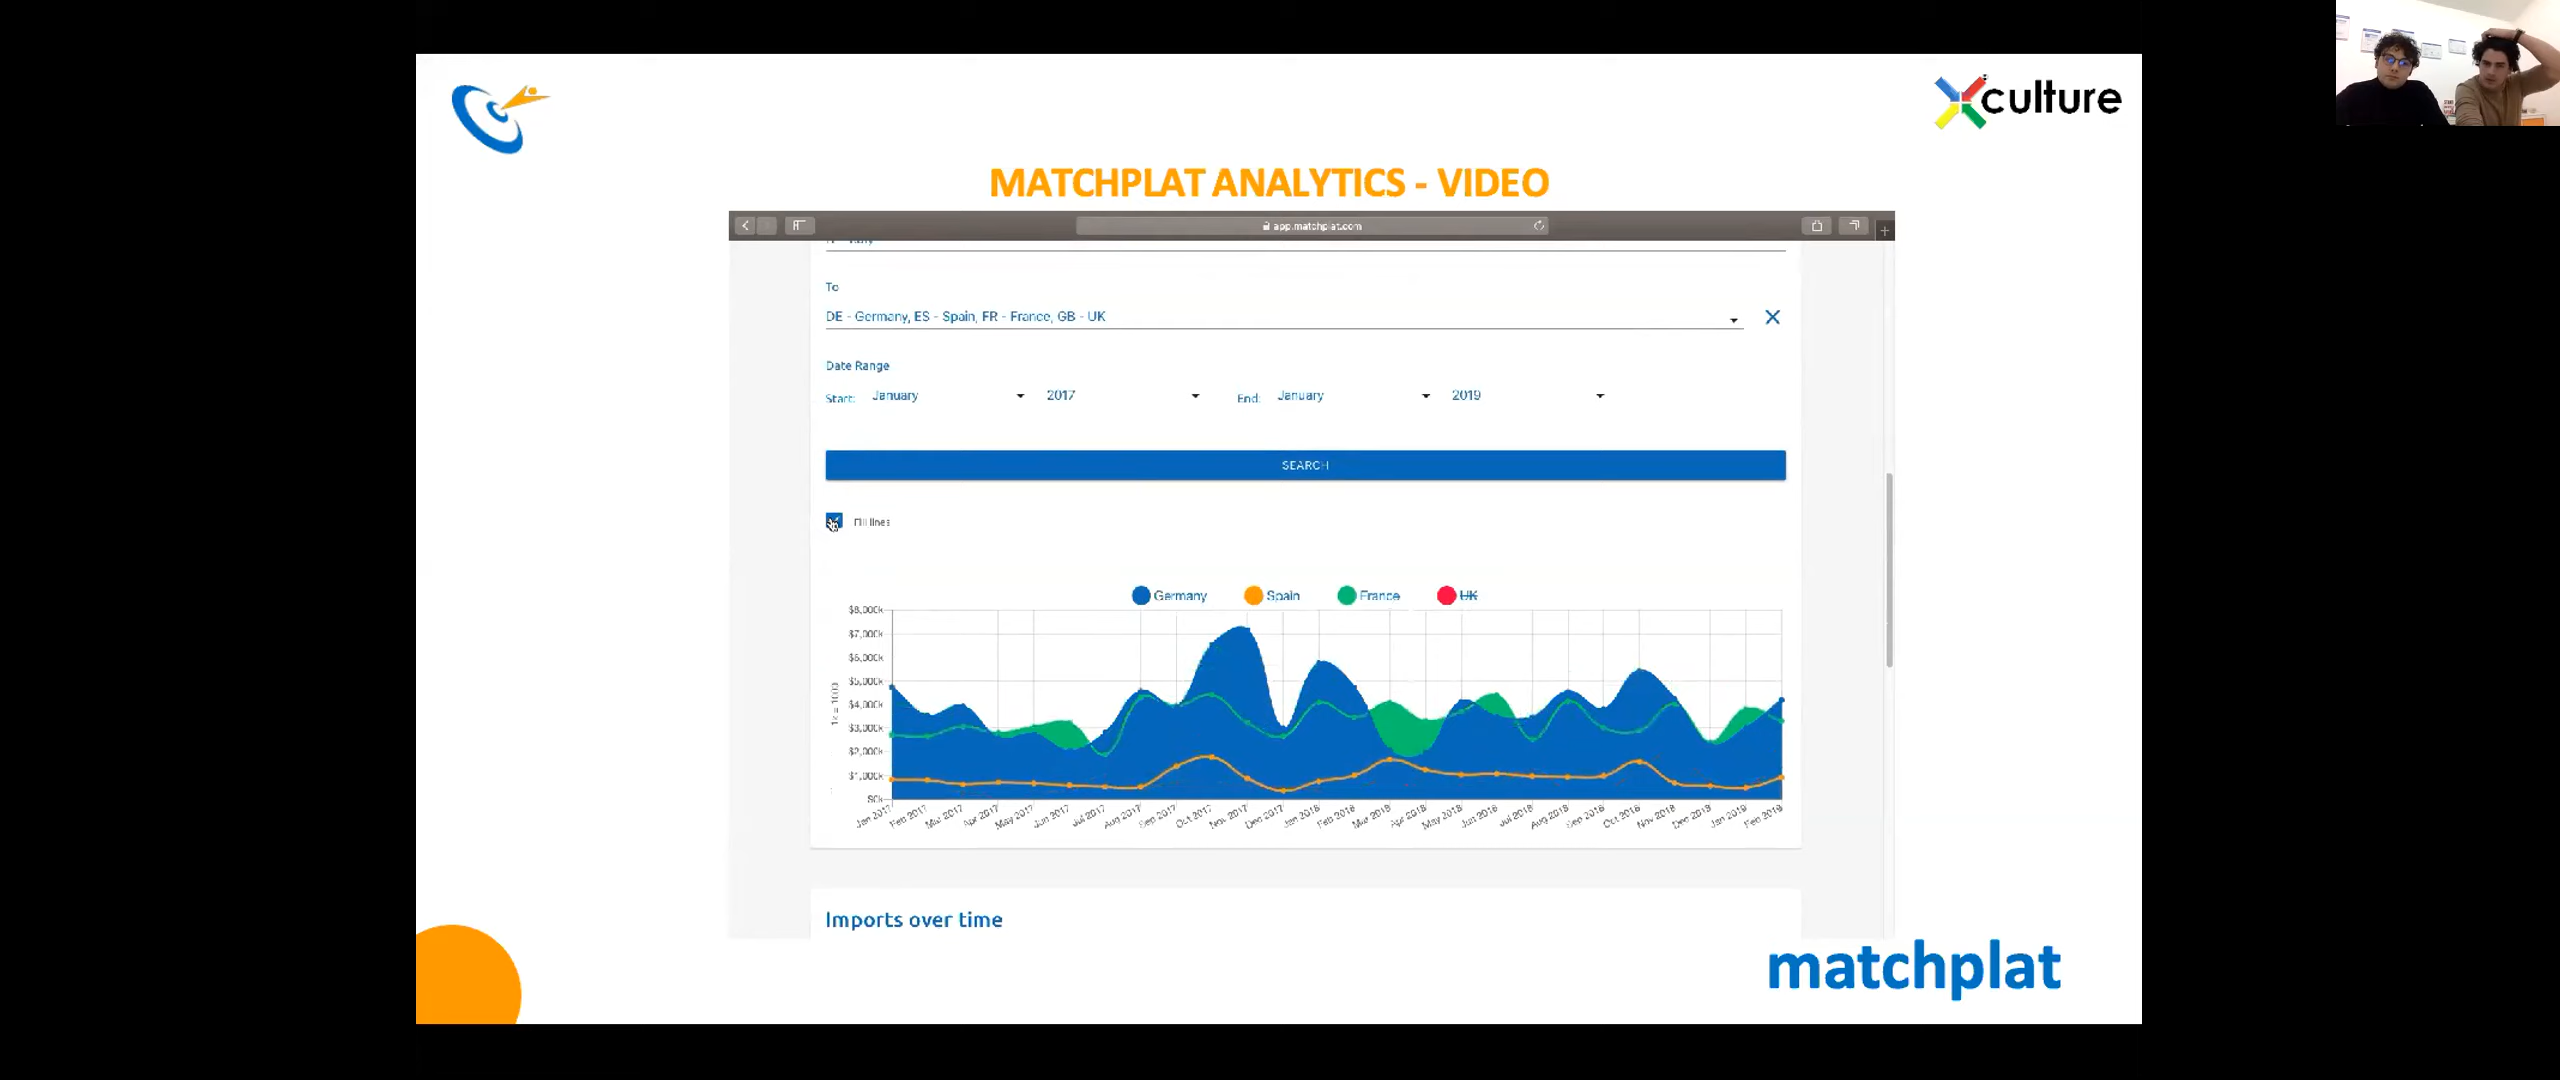 culture
MATCHPLAT ANALYTICS - VIDEO
app.matchplat.com
To
DE - Germany, ES - Spain, FR - France, GB - UK
Date Range
Start: January 2017 End: January 2019
SEARCH
Fill lines
Germany Spain France UK
$8,000k
$7,000k
$6,000k
$5,000k
$4,000k
$3,000k
$2,000k
$1,000k
$0k
1k = 1000
Jan 2017 Feb 2017 Mar 2017 Apr 2017 May 2017 Jun 2017 Jul 2017 Aug 2017 Sep 2017 Oct 2017 Nov 2017 Dec 2017 Jan 2018 Feb 2018 Mar 2018 Apr 2018 May 2018 Jun 2018 Jul 2018 Aug 2018 Sep 2018 Oct 2018 Nov 2018 Dec 2018 Jan 2019 Feb 2019
Imports over time
matchplat